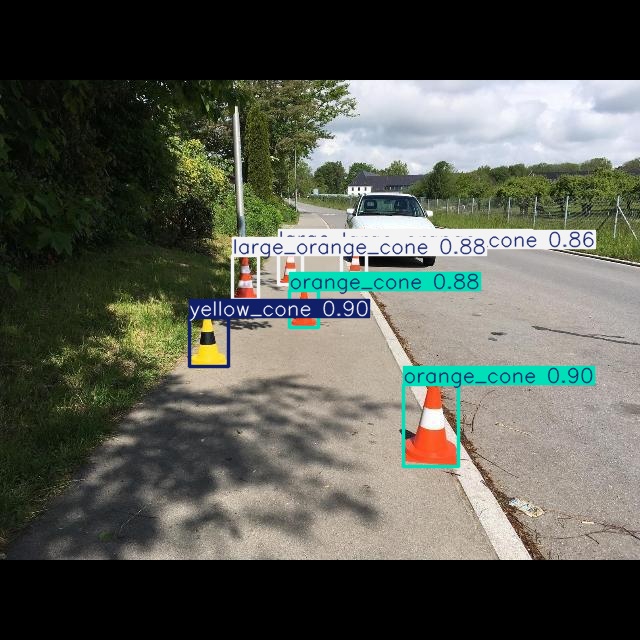 cone 0.86
large_orange_cone 0.88
orange_cone 0.88
yellow_cone 0.90
orange_cone 0.90